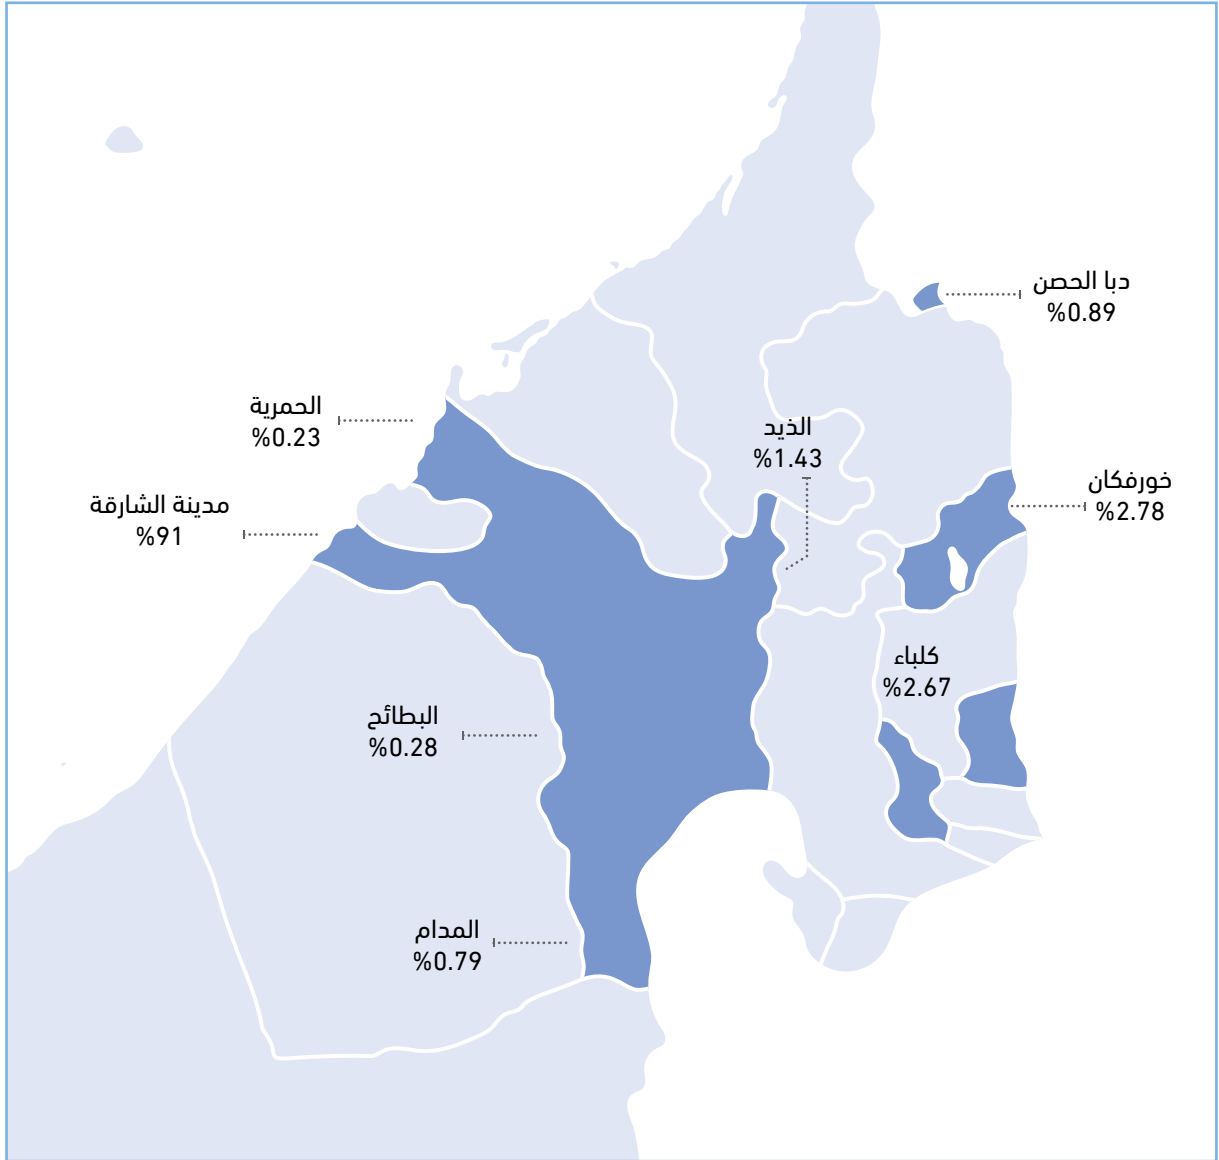 دبا الحصن
%0.89
الحمرية
%0.23
الذيد
%1.43
خورفكان
%2.78
مدينة الشارقة
%91
كلباء
%2.67
البطائح
%0.28
المدام
%0.79